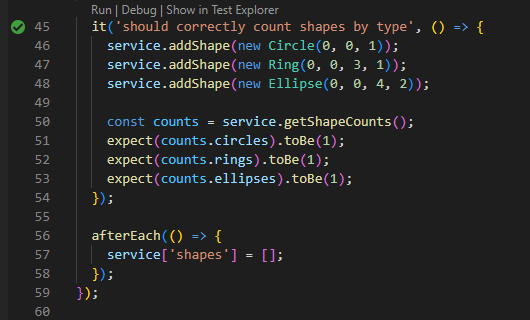 Run | Debug | Show in Test Explorer
45 it('should correctly count shapes by type', () => {
46 service.addShape(new Circle(0, 0, 1));
47 service.addShape(new Ring(0, 0, 3, 1));
48 service.addShape(new Ellipse(0, 0, 4, 2));
49
50 const counts = service.getShapeCounts();
51 expect(counts.circles).toBe(1);
52 expect(counts.rings).toBe(1);
53 expect(counts.ellipses).toBe(1);
54 });
55
56 afterEach(() => {
57 service['shapes'] = [];
58 });
59 });
60